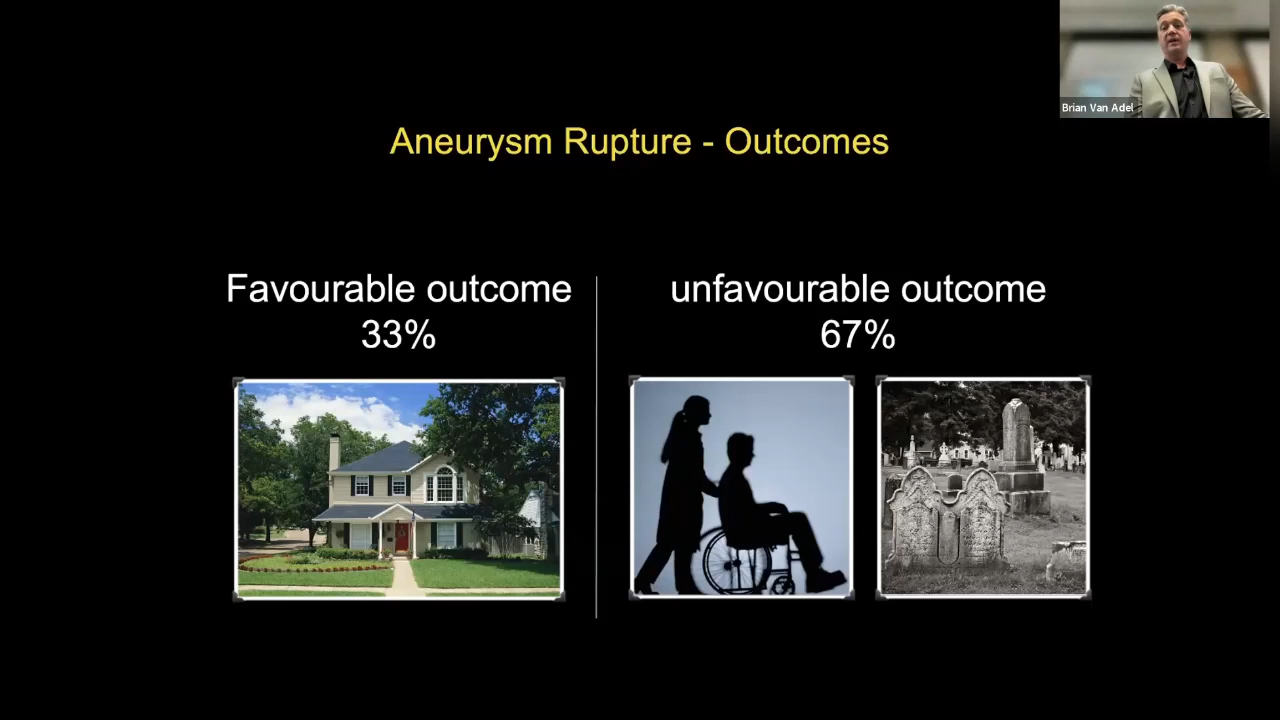 Brian Van Adel
Aneurysm Rupture - Outcomes
Favourable outcome
33%
unfavourable outcome
67%